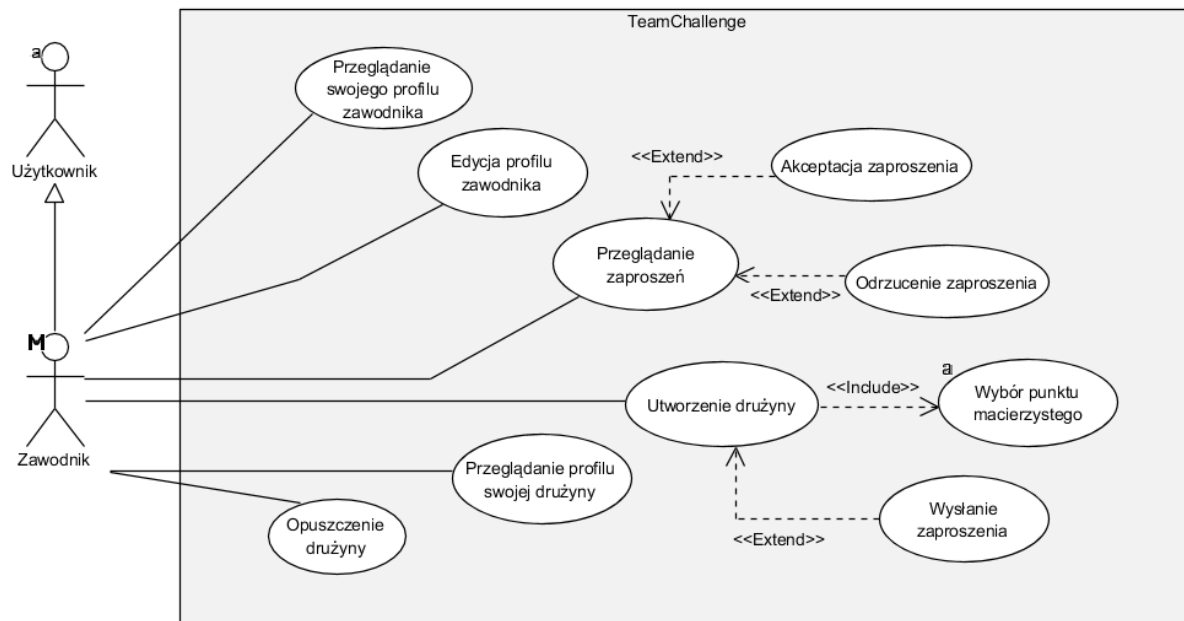 TeamChallenge
a
Użytkownik
Przeglądanie
swojego profilu
zawodnika
Edycja profilu
zawodnika
<<Extend>>
Akceptacja zaproszenia
Przeglądanie
zaproszeń
<<Extend>>
Odrzucenie zaproszenia
M
Zawodnik
Utworzenie drużyny
<<Include>>
a
Wybór punktu
macierzystego
Przeglądanie profilu
swojej drużyny
Opuszczenie
drużyny
<<Extend>>
Wysłanie
zaproszenia